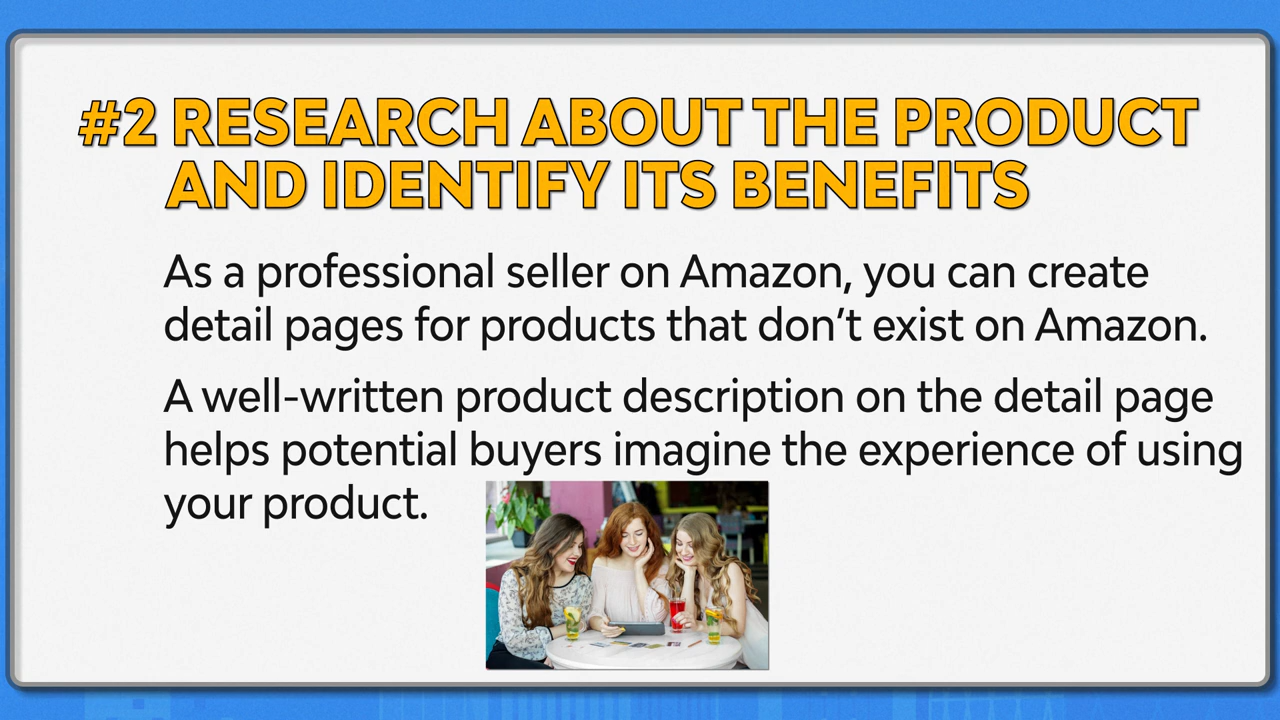 #2 RESEARCH ABOUT THE PRODUCT
AND IDENTIFY ITS BENEFITS
As a professional seller on Amazon, you can create
detail pages for products that don’t exist on Amazon.
A well-written product description on the detail page
helps potential buyers imagine the experience of using
your product.